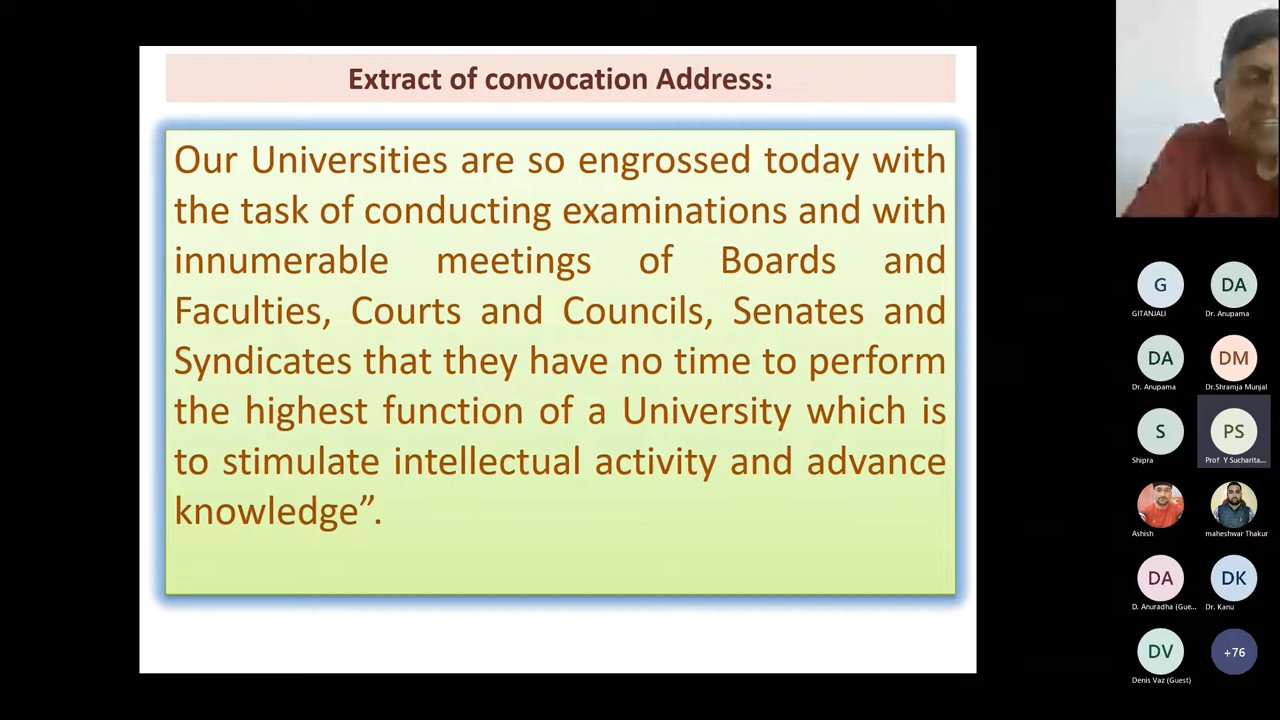 Extract of convocation Address:
Our Universities are so engrossed today with
the task of conducting examinations and with
innumerable meetings of Boards and
Faculties, Courts and Councils, Senates and
Syndicates that they have no time to perform
the highest function of a University which is
to stimulate intellectual activity and advance
knowledge”.
G
DA
GITANJALI
Dr. Anupama
DA
DM
Dr. Anupama
Dr.Shramja Munjal
S
PS
Shipra
Prof Y Sucharita...
Ashish
maheshwar Thakur
DA
DK
D. Anuradha (Gue...
Dr. Kanu
DV
+76
Denis Vaz (Guest)